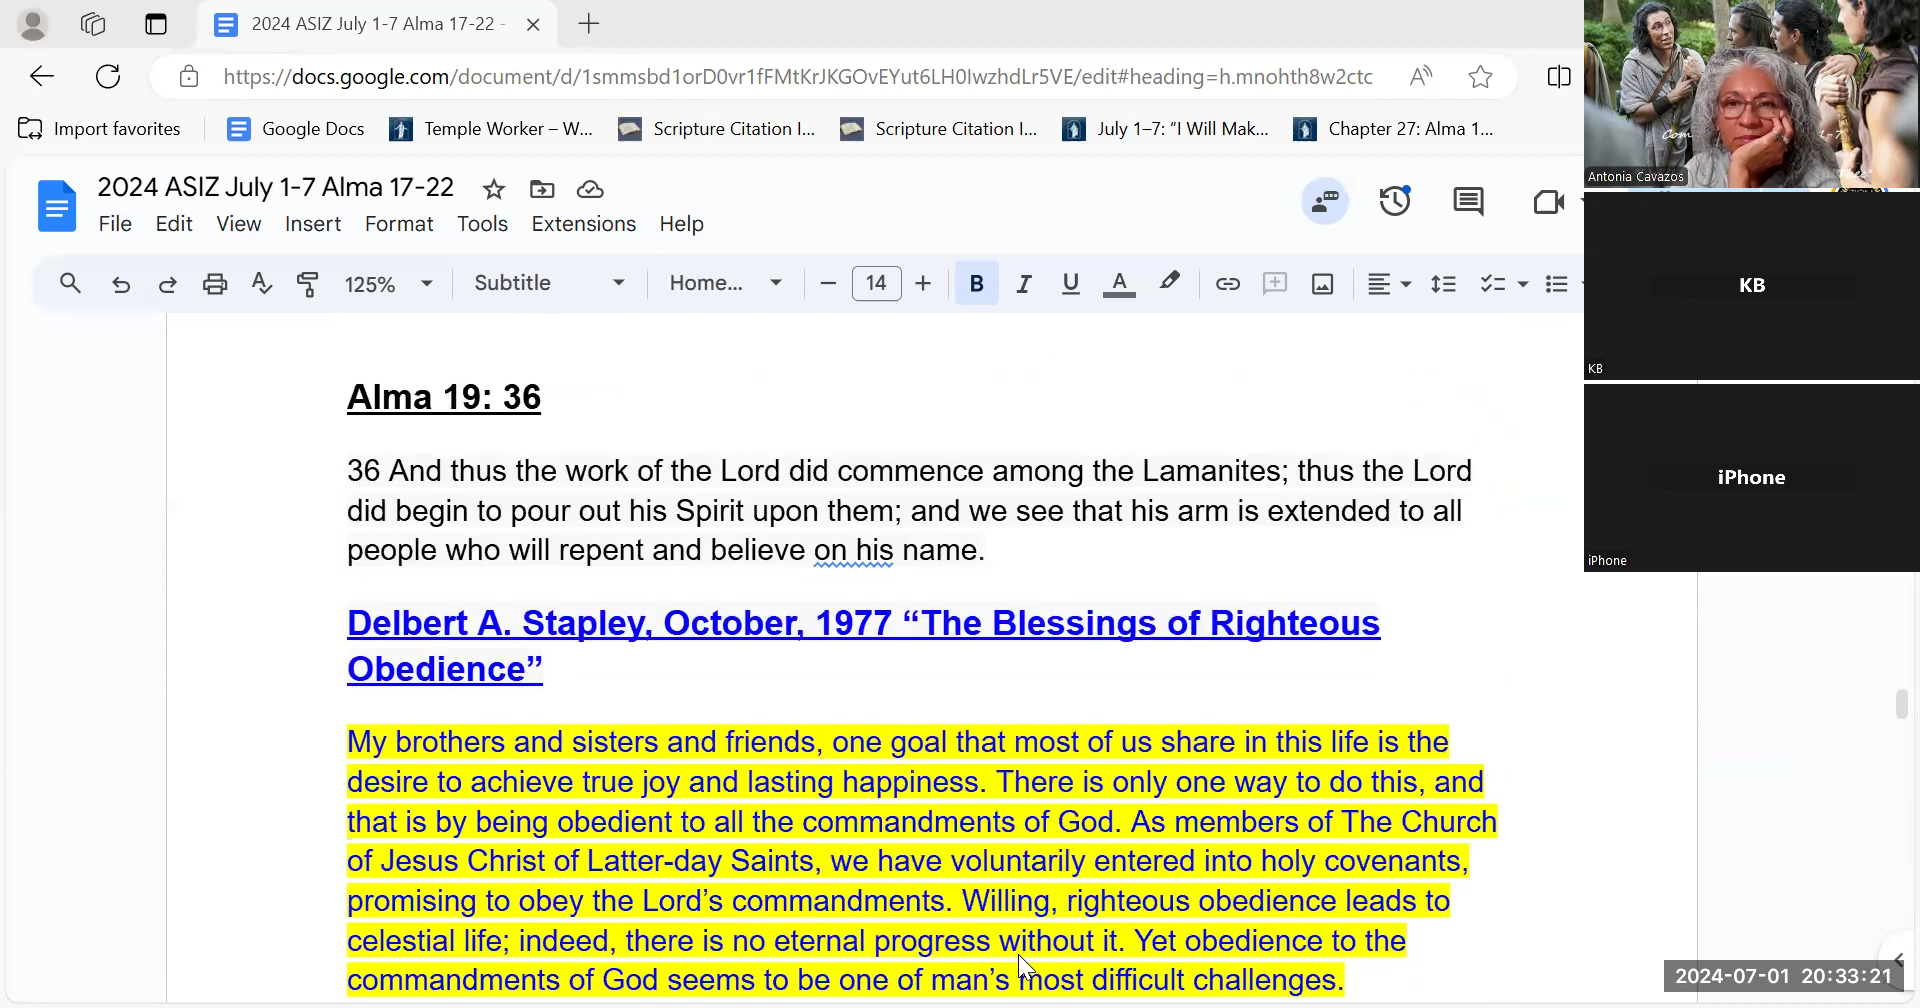 2024 ASIZ July 1-7 Alma 17-22 -
https://docs.google.com/document/d/1smmsbd1orD0vr1fFMtKrJKGOvEYut6LH0IwzhdLr5VE/edit#heading=h.mnohth8w2ctc
Import favorites Google Docs Temple Worker – W... Scripture Citation I... Scripture Citation I... July 1–7: “I Will Mak... Chapter 27: Alma 1...
2024 ASIZ July 1-7 Alma 17-22
File Edit View Insert Format Tools Extensions Help
125% Subtitle Home... 14 B I U A
Alma 19: 36
36 And thus the work of the Lord did commence among the Lamanites; thus the Lord
did begin to pour out his Spirit upon them; and we see that his arm is extended to all
people who will repent and believe on his name.
Delbert A. Stapley, October, 1977 “The Blessings of Righteous
Obedience”
My brothers and sisters and friends, one goal that most of us share in this life is the
desire to achieve true joy and lasting happiness. There is only one way to do this, and
that is by being obedient to all the commandments of God. As members of The Church
of Jesus Christ of Latter-day Saints, we have voluntarily entered into holy covenants,
promising to obey the Lord’s commandments. Willing, righteous obedience leads to
celestial life; indeed, there is no eternal progress without it. Yet obedience to the
commandments of God seems to be one of man’s most difficult challenges.
Com
1-7
Antonia Cavazos
KB
KB
iPhone
iPhone
2024-07-01 20:33:21